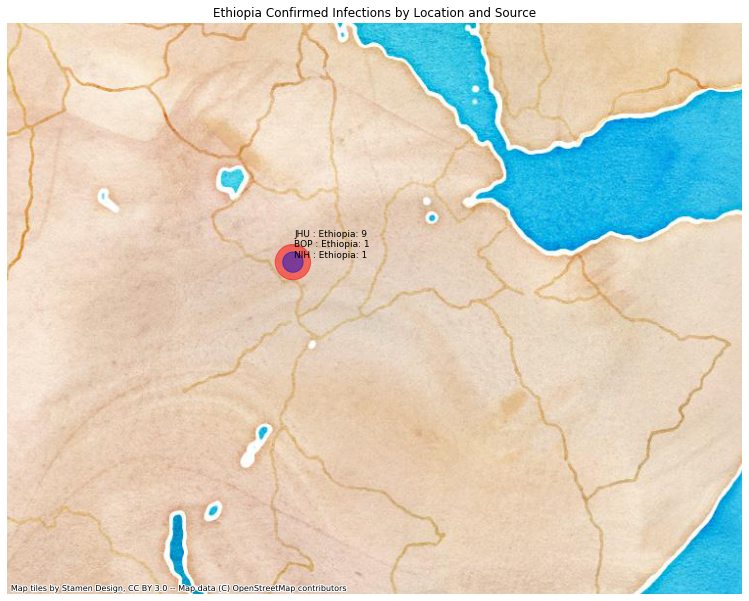 Ethiopia Confirmed Infections by Location and Source
JHU : Ethiopia: 9
BOP : Ethiopia: 1
NIH : Ethiopia: 1
Map tiles by Stamen Design, CC BY 3.0 -- Map data (C) OpenStreetMap contributors